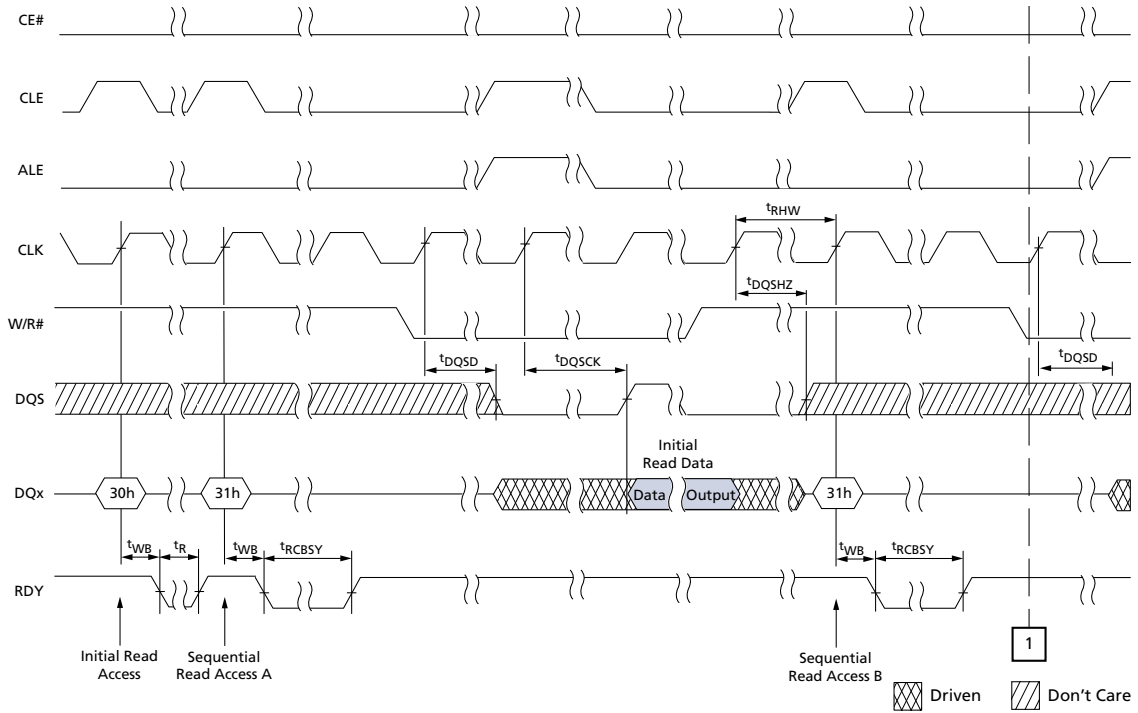 CE#
CLE
ALE
CLK
tRHW
tDQSHZ
W/R#
tDQSD
tDQSCK
tDQSD
DQS
Initial
Read Data
DQx
30h
31h
Data
Output
31h
tWB
tR
tWB
tRCBSY
tWB
tRCBSY
RDY
Initial Read
Access
Sequential
Read Access A
Sequential
Read Access B
1
Driven
Don't Care